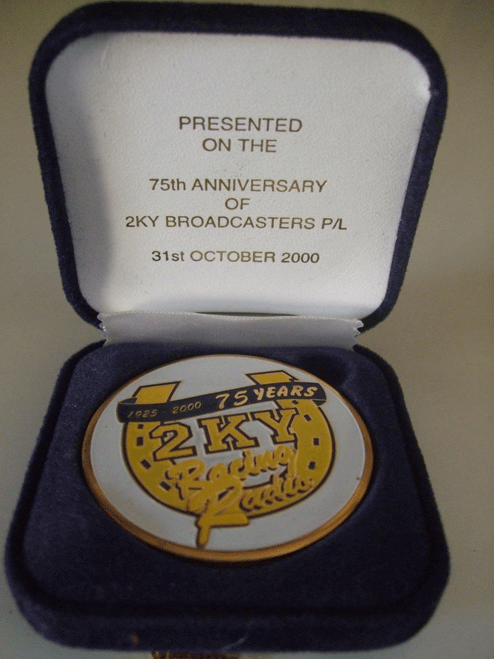 PRESENTED
ON THE
75th ANNIVERSARY
OF
2KY BROADCASTERS P/L
31st OCTOBER 2000
1925 - 2000 75 YEARS
2KY
Racing
Radio